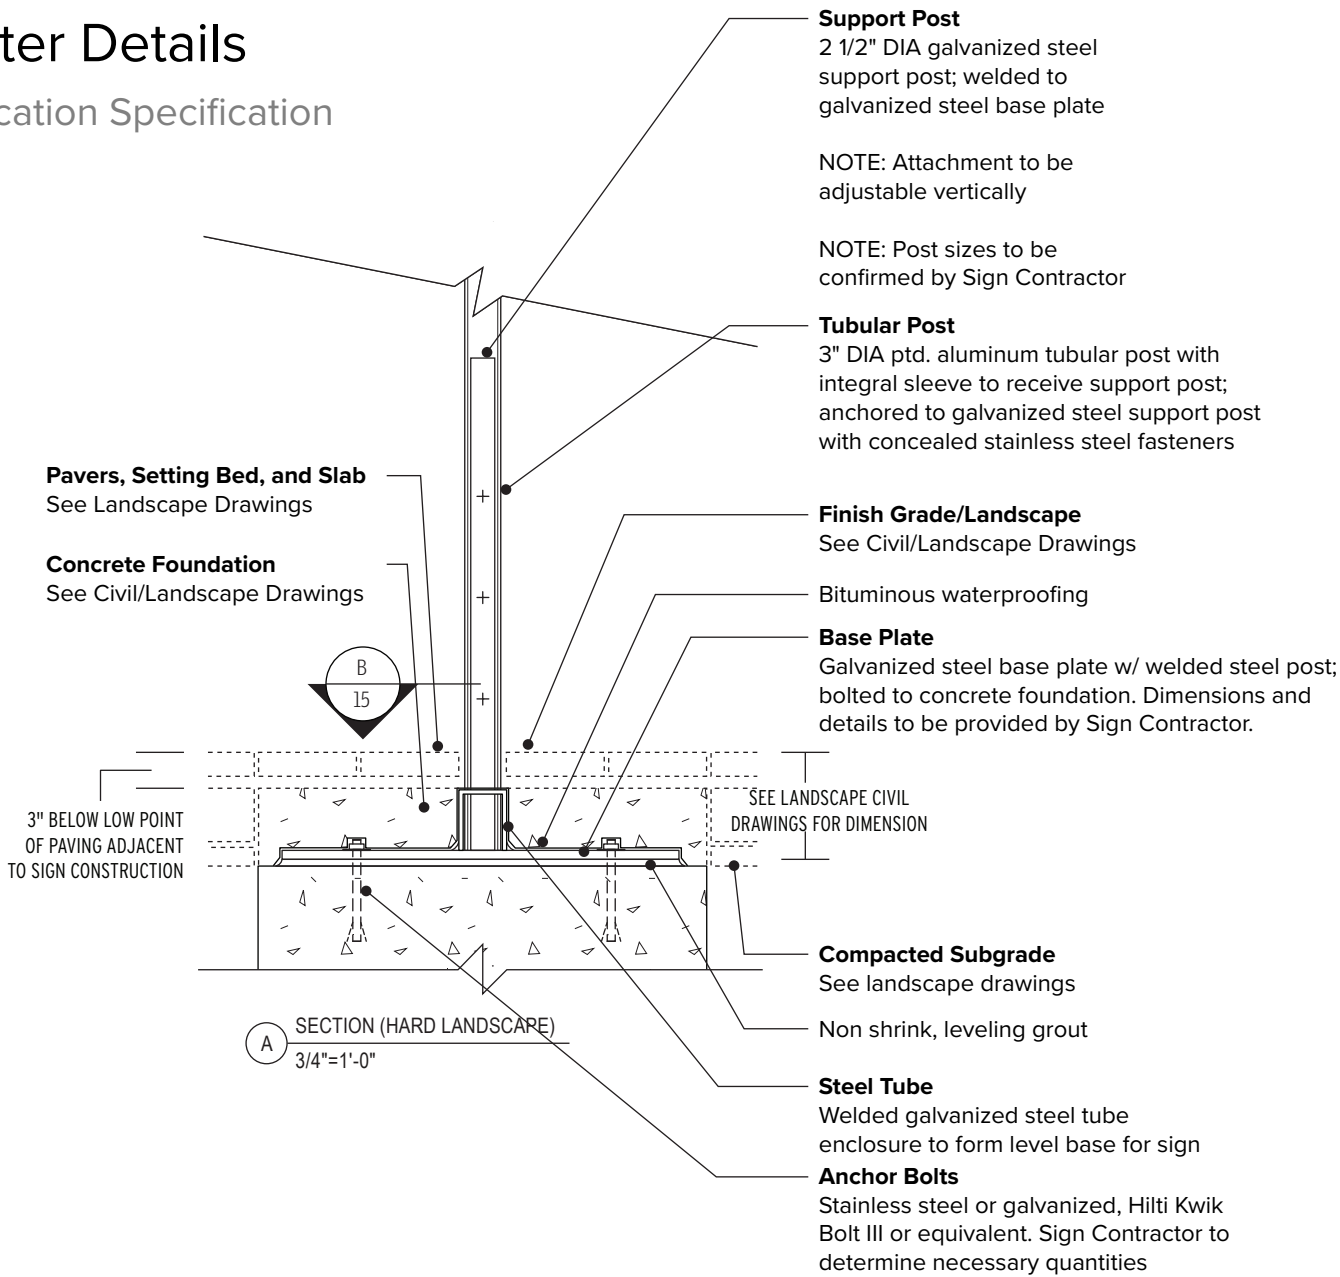 ter Details
cation Specification
Support Post
2 1/2" DIA galvanized steel
support post; welded to
galvanized steel base plate
NOTE: Attachment to be
adjustable vertically
NOTE: Post sizes to be
confirmed by Sign Contractor
Tubular Post
3" DIA ptd. aluminum tubular post with
integral sleeve to receive support post;
anchored to galvanized steel support post
with concealed stainless steel fasteners
Pavers, Setting Bed, and Slab
See Landscape Drawings
Concrete Foundation
See Civil/Landscape Drawings
Finish Grade/Landscape
See Civil/Landscape Drawings
Bituminous waterproofing
Base Plate
Galvanized steel base plate w/ welded steel post;
bolted to concrete foundation. Dimensions and
details to be provided by Sign Contractor.
B
15
3" BELOW LOW POINT
OF PAVING ADJACENT
TO SIGN CONSTRUCTION
SEE LANDSCAPE CIVIL
DRAWINGS FOR DIMENSION
Compacted Subgrade
See landscape drawings
Non shrink, leveling grout
A
SECTION (HARD LANDSCAPE)
3/4"=1'-0"
Steel Tube
Welded galvanized steel tube
enclosure to form level base for sign
Anchor Bolts
Stainless steel or galvanized, Hilti Kwik
Bolt III or equivalent. Sign Contractor to
determine necessary quantities